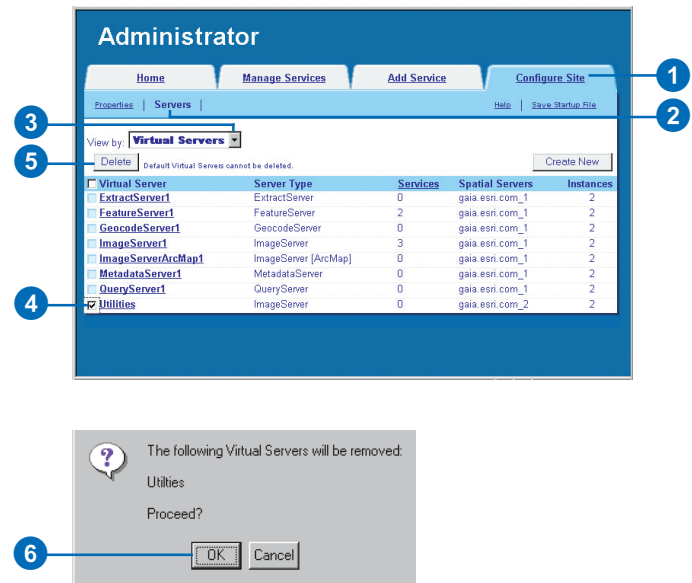 Administrator
Home Manage Services Add Service Configure Site 1
Properties | Servers | Help | Save Startup File 2
3
View by: Virtual Servers
5 Delete Default Virtual Servers cannot be deleted. Create New
Virtual Server Server Type Services Spatial Servers Instances
ExtractServer1 ExtractServer 0 gaia.esri.com_1 2
FeatureServer1 FeatureServer 2 gaia.esri.com_1 2
GeocodeServer1 GeocodeServer 0 gaia.esri.com_1 2
ImageServer1 ImageServer 3 gaia.esri.com_1 2
ImageServerArcMap1 ImageServer [ArcMap] 0 gaia.esri.com_1 2
MetadataServer1 MetadataServer 0 gaia.esri.com_1 2
QueryServer1 QueryServer 0 gaia.esri.com_1 2
4 Utilities ImageServer 0 gaia.esri.com_2 2
The following Virtual Servers will be removed:
Utilties
Proceed?
6 OK Cancel